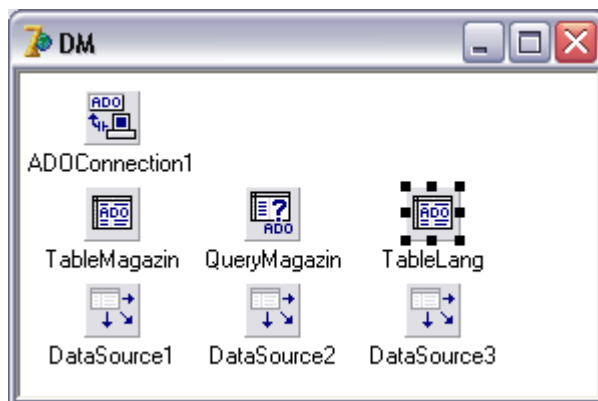 DM
ADO
ADOConnection1
ADO
?
ADO
ADO
TableMagazin QueryMagazin TableLang
DataSource1 DataSource2 DataSource3